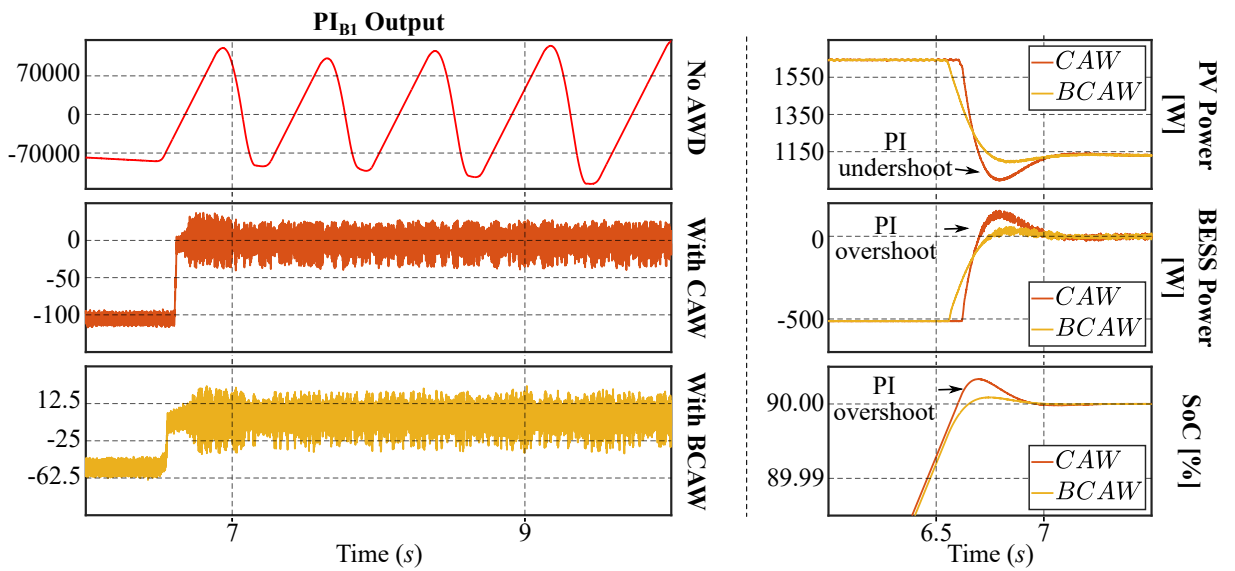 PI_B1 Output
70000
0
-70000
No AWD
0
-50
-100
With CAW
12.5
-25
-62.5
With BCAW
7
9
Time (s)
1550
1350
1150
CAW
BCAW
PI
undershoot
PV Power
[W]
0
-500
PI
overshoot
CAW
BCAW
BESS Power
[W]
90.00
89.99
PI
overshoot
CAW
BCAW
SoC [%]
6.5
7
Time (s)